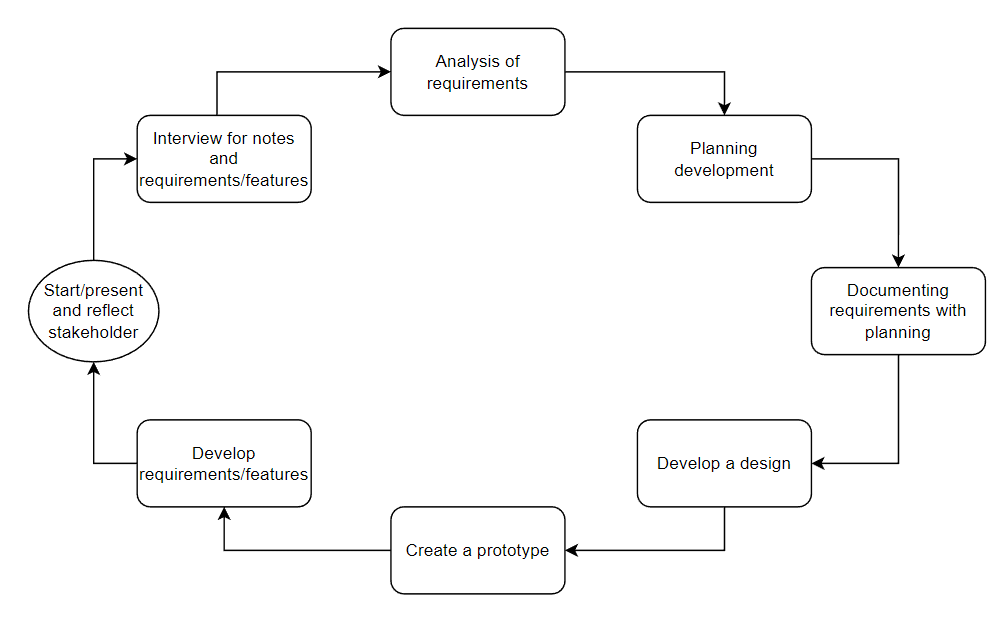 Analysis of
requirements
Interview for notes
and
requirements/features
Planning
development
Start/present
and reflect
stakeholder
Documenting
requirements with
planning
Develop
requirements/features
Develop a design
Create a prototype